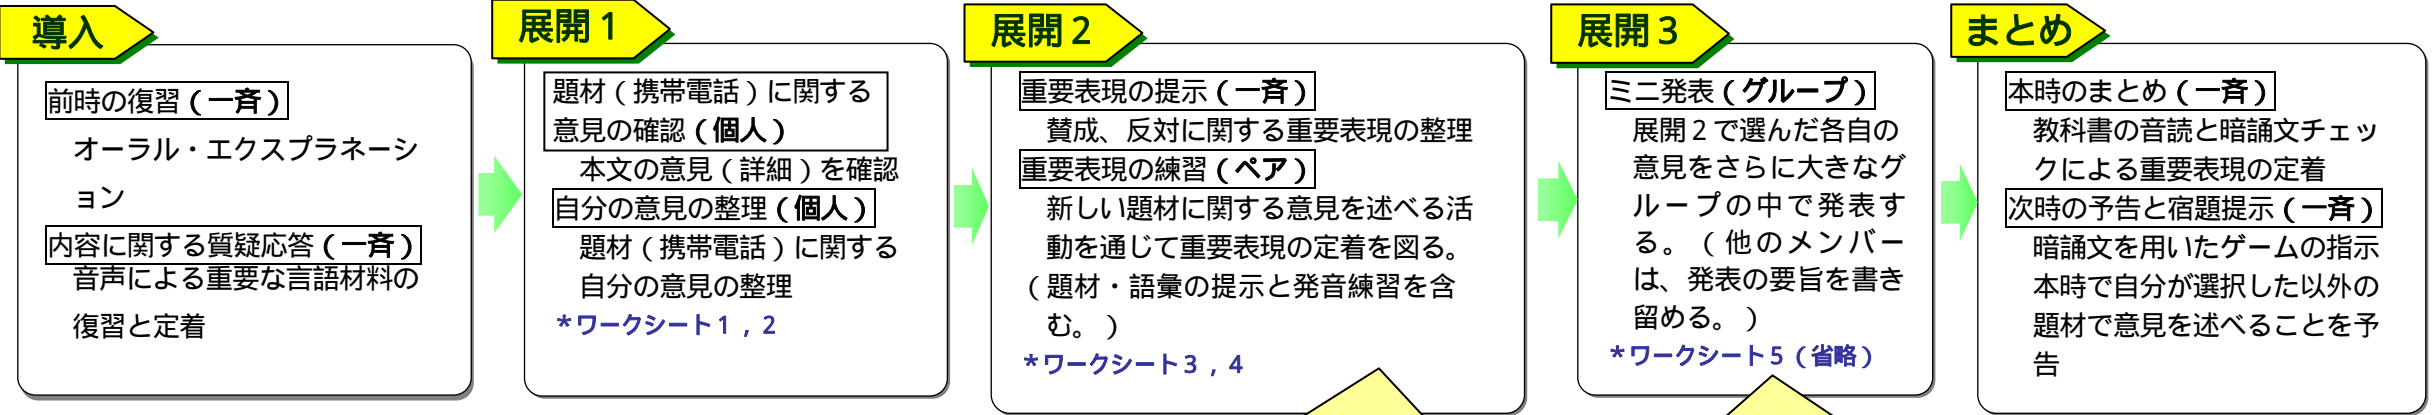 導入
前時の復習(一斉)
オーラル・エクスプラネーシ
ョン
内容に関する質疑応答(一斉)
音声による重要な言語材料の
復習と定着
展開1
題材(携帯電話)に関する
意見の確認(個人)
本文の意見(詳細)を確認
自分の意見の整理(個人)
題材(携帯電話)に関する
自分の意見の整理
*ワークシート1,2
展開2
重要表現の提示(一斉)
賛成、反対に関する重要表現の整理
重要表現の練習(ペア)
新しい題材に関する意見を述べる活
動を通じて重要表現の定着を図る。
(題材・語彙の提示と発音練習を含
む。)
*ワークシート3,4
展開3
ミニ発表(グループ)
展開2で選んだ各自の
意見をさらに大きなグ
ループの中で発表す
る。(他のメンバー
は、発表の要旨を書き
留める。)
*ワークシート5(省略)
まとめ
本時のまとめ(一斉)
教科書の音読と暗誦文チェッ
クによる重要表現の定着
次時の予告と宿題提示(一斉)
暗誦文を用いたゲームの指示
本時で自分が選択した以外の
題材で意見を述べることを予
告